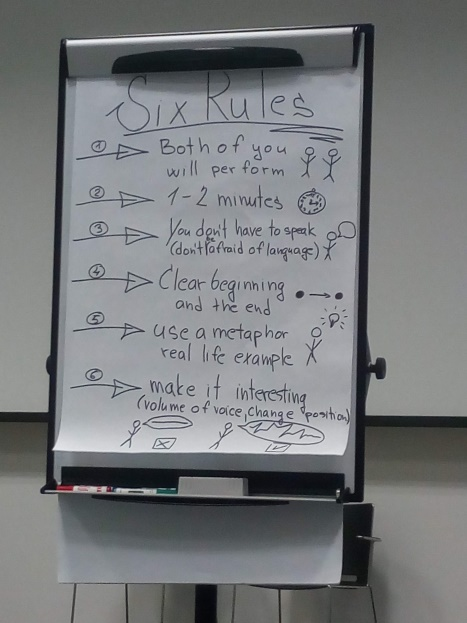 Six Rules
1 Both of you
will perform
2 1-2 minutes
3 You don't have to speak
(don't be afraid of language)
4 Clear beginning
and the end
5 use a metaphor
real life example
6 make it interesting
(volume of voice, change position)